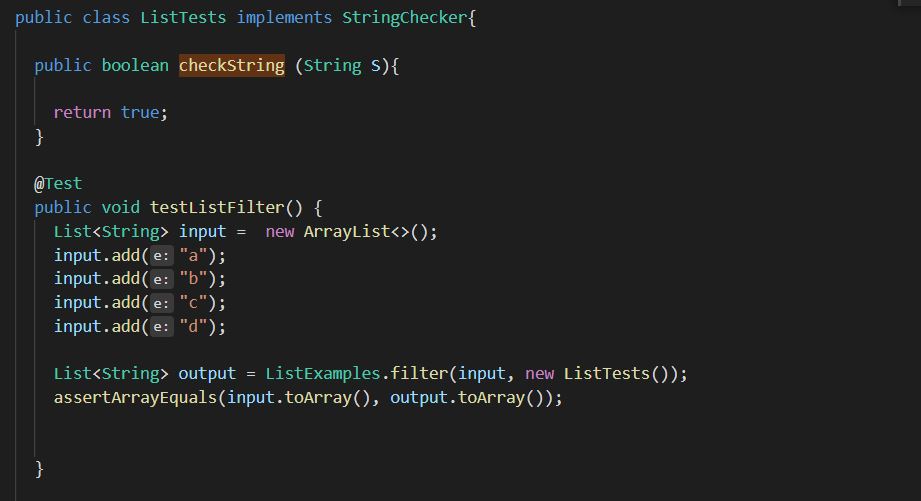 public class ListTests implements StringChecker{
public boolean checkString (String S){
return true;
}
@Test
public void testListFilter() {
List<String> input =  new ArrayList<>();
input.add(e: "a");
input.add(e: "b");
input.add(e: "c");
input.add(e: "d");
List<String> output = ListExamples.filter(input, new ListTests());
assertArrayEquals(input.toArray(), output.toArray());
}